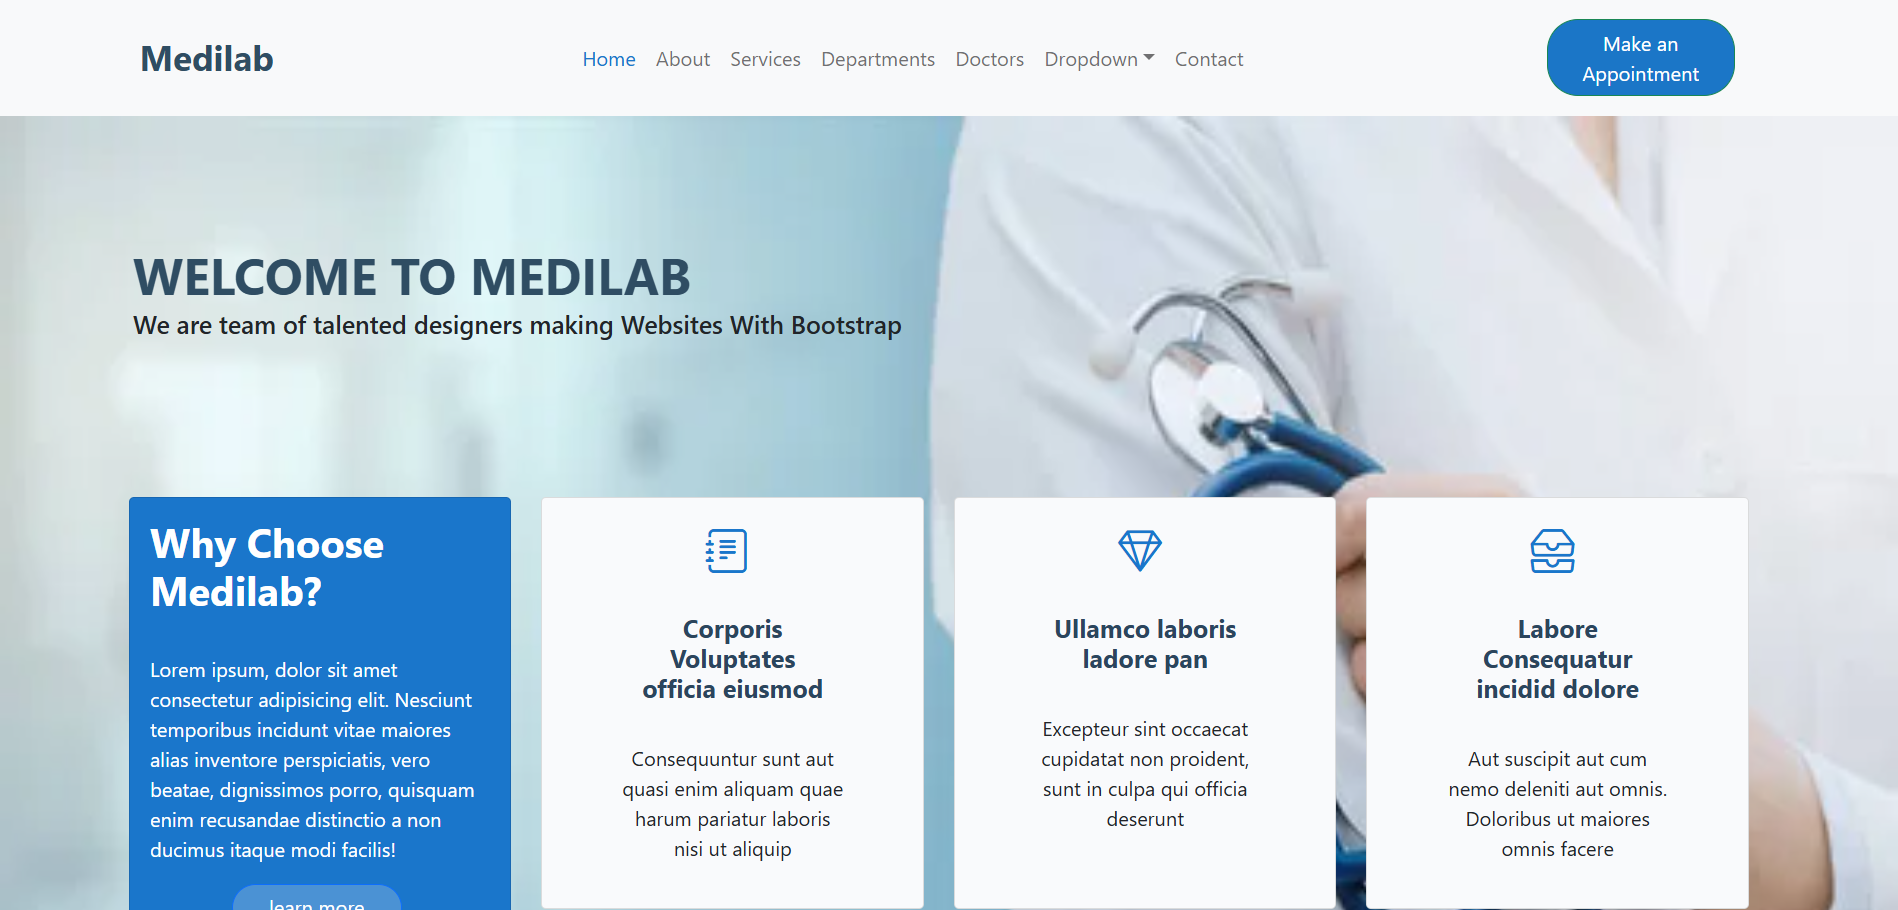 Medilab
Home About Services Departments Doctors Dropdown Contact
Make an
Appointment
WELCOME TO MEDILAB
We are team of talented designers making Websites With Bootstrap
Why Choose
Medilab?
Lorem ipsum, dolor sit amet
consectetur adipisicing elit. Nesciunt
temporibus incidunt vitae maiores
alias inventore perspiciatis, vero
beatae, dignissimos porro, quisquam
enim recusandae distinctio a non
ducimus itaque modi facilis!
learn more
Corporis
Voluptates
officia eiusmod
Consequuntur sunt aut
quasi enim aliquam quae
harum pariatur laboris
nisi ut aliquip
Ullamco laboris
ladore pan
Excepteur sint occaecat
cupidatat non proident,
sunt in culpa qui officia
deserunt
Labore
Consequatur
incidid dolore
Aut suscipit aut cum
nemo deleniti aut omnis.
Doloribus ut maiores
omnis facere